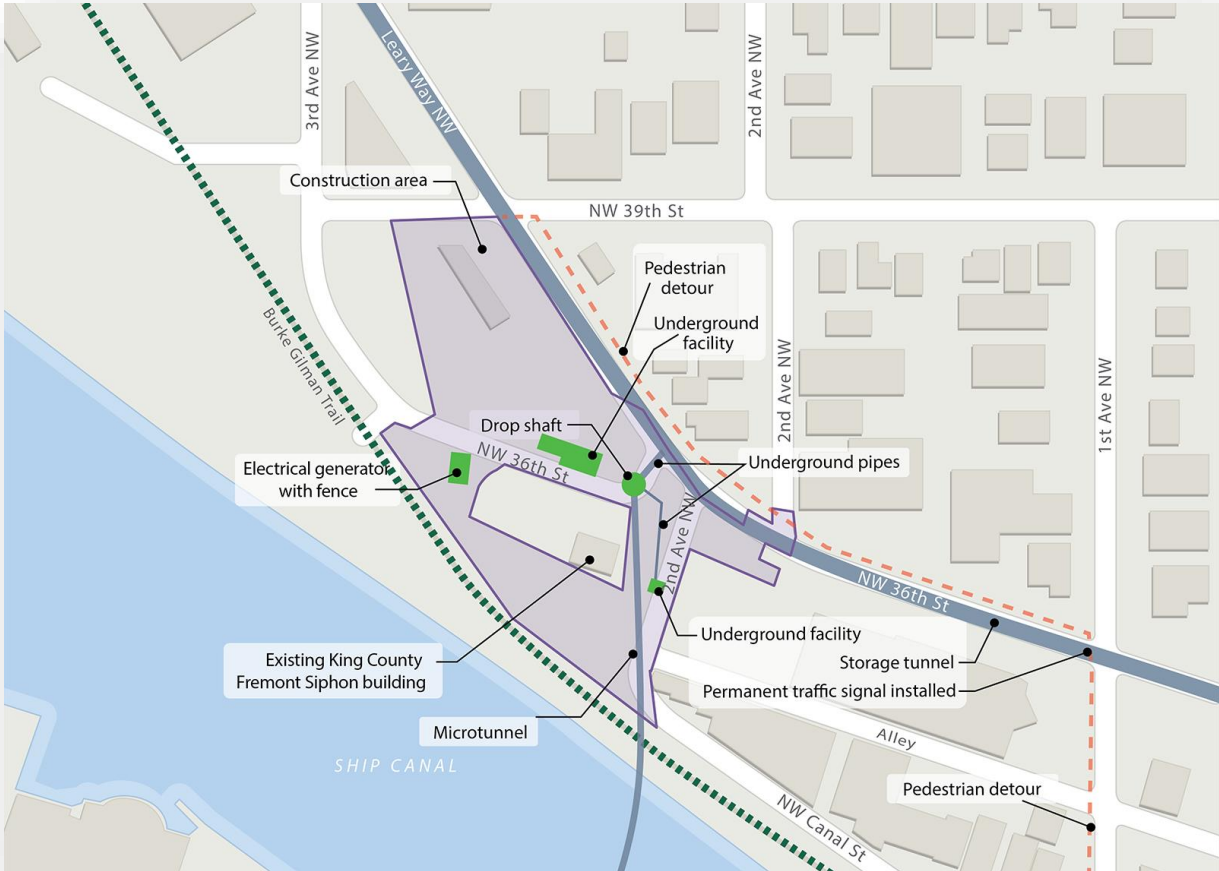 3rd Ave NW
Leary Way NW
2nd Ave NW
Construction area
NW 39th St
Pedestrian
detour
Underground
facility
Burke Gilman Trail
2nd Ave NW
1st Ave NW
Drop shaft
NW 36th St
Underground pipes
Electrical generator
with fence
2nd Ave NW
NW 36th St
Underground facility
Existing King County
Fremont Siphon building
Storage tunnel
Permanent traffic signal installed
Microtunnel
Alley
SHIP CANAL
Pedestrian detour
NW Canal St